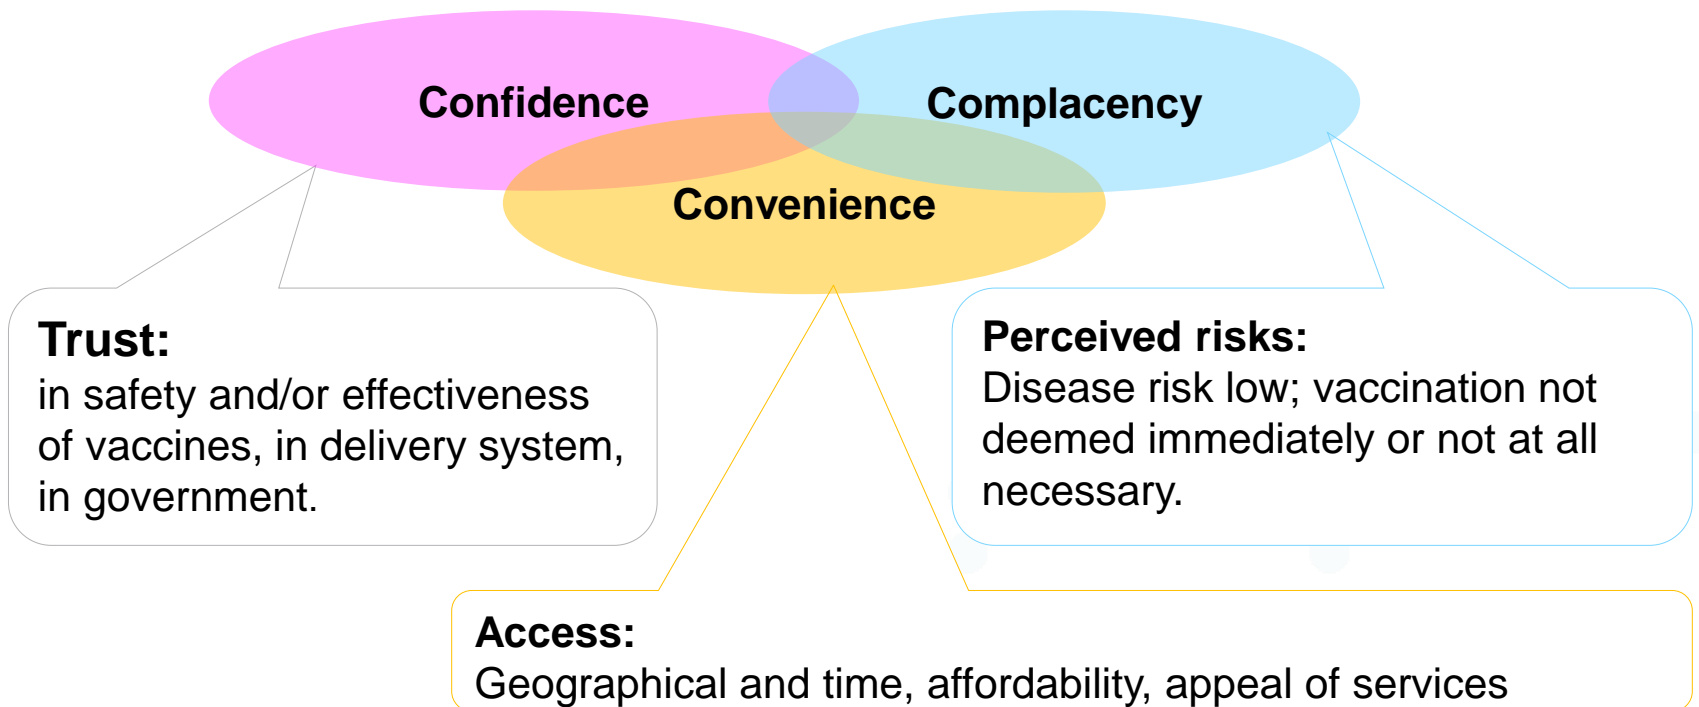 Confidence
Complacency
Convenience
Trust:
in safety and/or effectiveness
of vaccines, in delivery system,
in government.
Perceived risks:
Disease risk low; vaccination not
deemed immediately or not at all
necessary.
Access:
Geographical and time, affordability, appeal of services